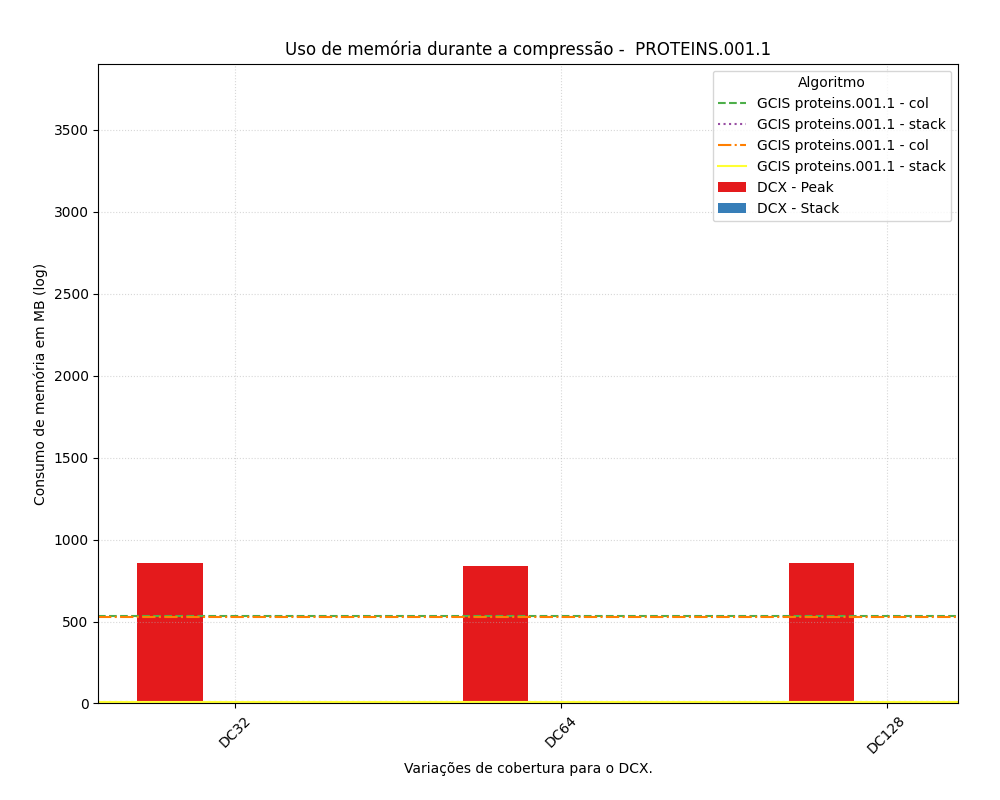 Uso de memória durante a compressão -  PROTEINS.001.1
Algoritmo
GCIS proteins.001.1 - col
GCIS proteins.001.1 - stack
GCIS proteins.001.1 - col
GCIS proteins.001.1 - stack
DCX - Peak
DCX - Stack
Consumo de memória em MB (log)
3500
3000
2500
2000
1500
1000
500
0
DC32
DC64
DC128
Variações de cobertura para o DCX.